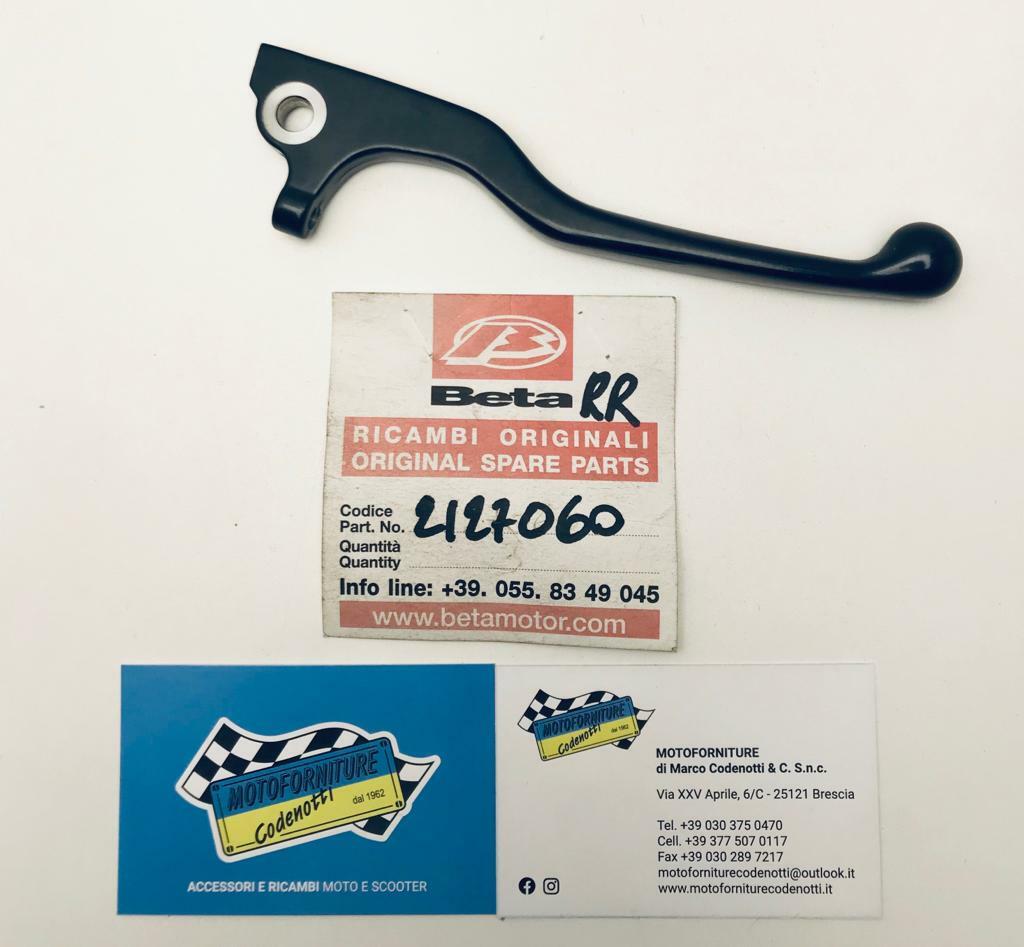 Beta RR
RICAMBI ORIGINALI
ORIGINAL SPARE PARTS
Codice
Part. No. 2127060
Quantità
Quantity
Info line: +39. 055. 83 49 045
www.betamotor.com
MOTOFORNITURE
Codenotti dal 1962
ACCESSORI E RICAMBI MOTO E SCOOTER
MOTOFORNITURE
Codenotti dal 1962
MOTOFORNITURE
di Marco Codenotti & C. S.n.c.
Via XXV Aprile, 6/C - 25121 Brescia
Tel. +39 030 375 0470
Cell. +39 377 507 0117
Fax +39 030 289 7217
motoforniturecodenotti@outlook.it
www.motoforniturecodenotti.it